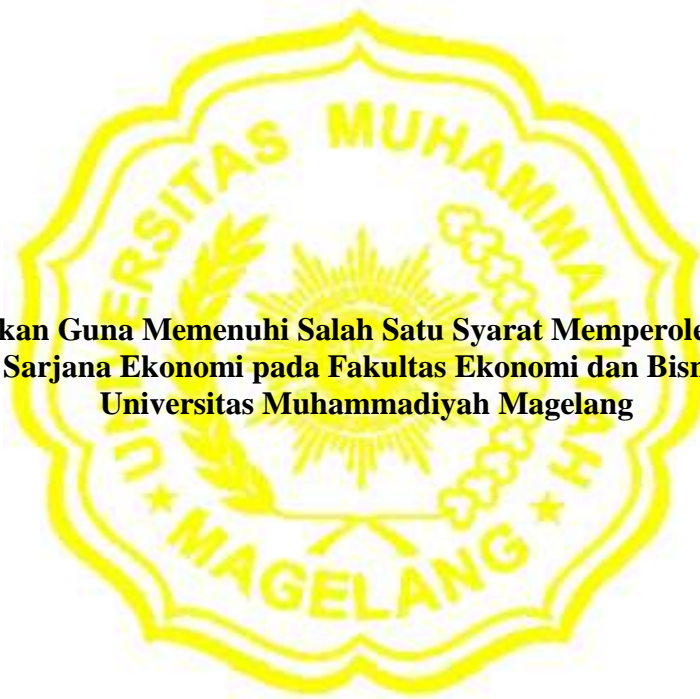 UNIVERSITAS MUHAMMADIYAH
kan Guna Memenuhi Salah Satu Syarat Memperole
Sarjana Ekonomi pada Fakultas Ekonomi dan Bisn
Universitas Muhammadiyah Magelang
MAGELANG